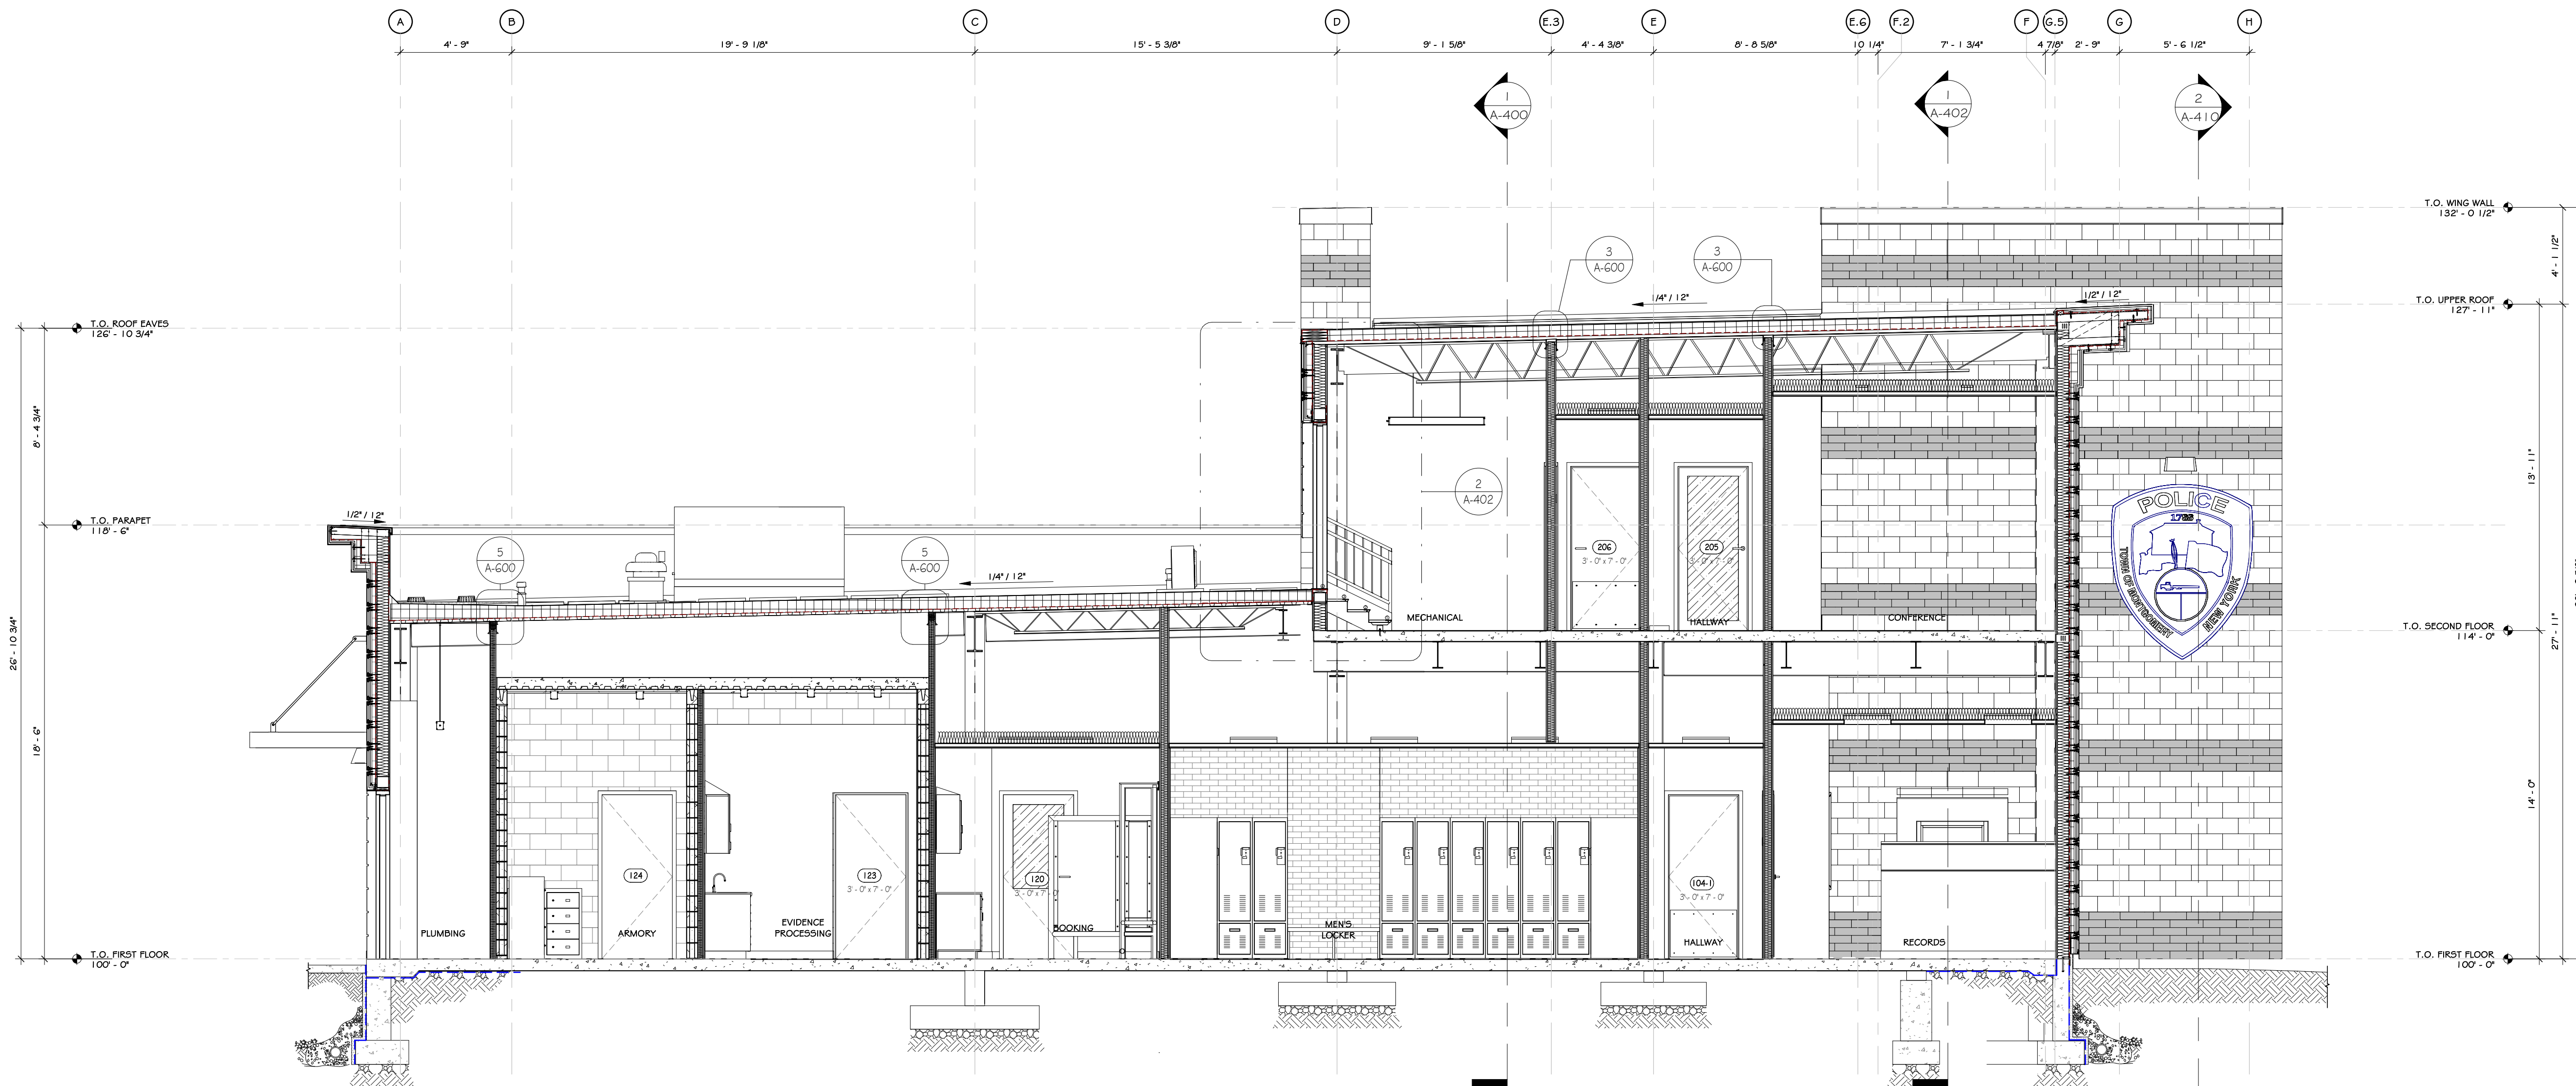 A B C D E.3 E E.6 F.2 F G.5 G H
4' - 9" 19' - 9 1/8" 15' - 5 3/8" 9' - 1 5/8" 4' - 4 3/8" 8' - 8 5/8" 10 1/4" 7' - 1 3/4" 4 7/8" 2' - 9" 5' - 6 1/2"
1
A-400
1
A-402
2
A-410
T.O. WING WALL
132' - 0 1/2"
4' - 1 1/2"
3
A-600
3
A-600
1/4" / 12"
1/2" / 12"
T.O. UPPER ROOF
127' - 11"
T.O. ROOF EAVES
126' - 10 3/4"
8' - 4 3/4"
13' - 11"
2
A-402
T.O. PARAPET
118' - 6"
1/2" / 12"
5
A-600
5
A-600
1/4" / 12"
206
3' - 0" x 7' - 0"
205
3' - 0" x 7' - 0"
POLICE
TOWN OF MONTGOMERY
NEW YORK
MECHANICAL
HALLWAY
CONFERENCE
T.O. SECOND FLOOR
114' - 0"
26' - 10 3/4"
18' - 6"
27' - 11"
14' - 0"
124
123
3' - 0" x 7' - 0"
120
3' - 0" x 7' - 0"
104-1
3' - 0" x 7' - 0"
PLUMBING
ARMORY
EVIDENCE
PROCESSING
BOOKING
MEN'S
LOCKER
HALLWAY
RECORDS
T.O. FIRST FLOOR
100' - 0"
T.O. FIRST FLOOR
100' - 0"